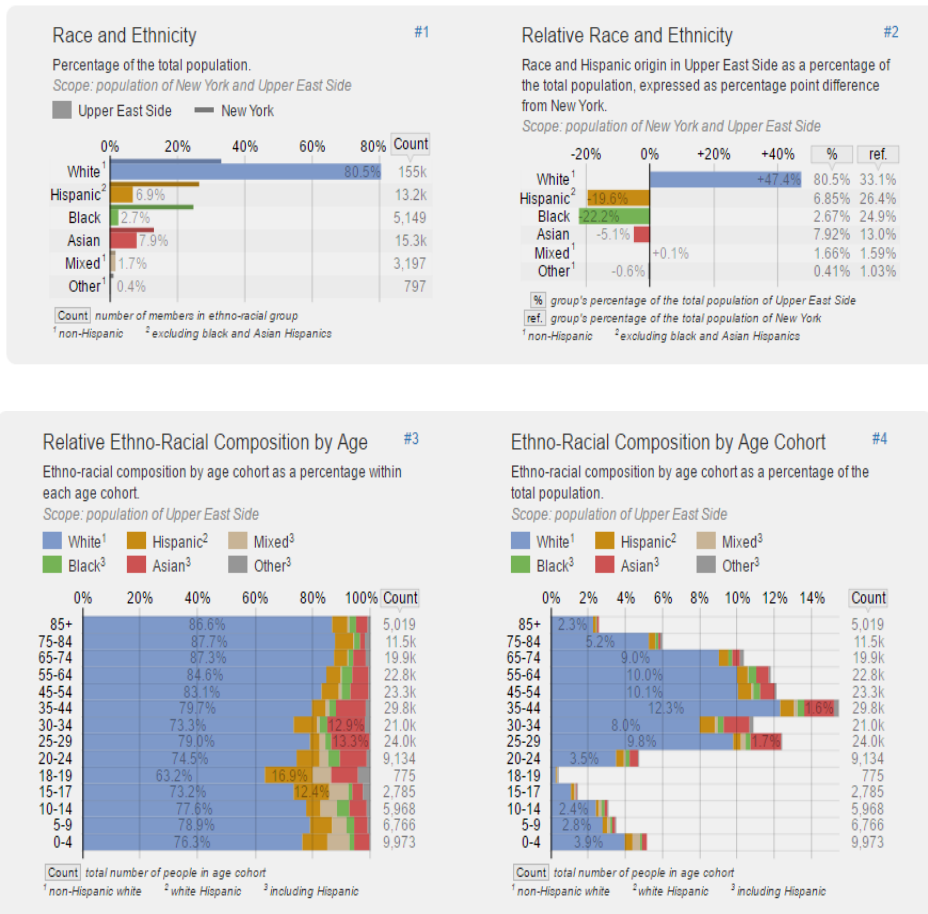 Race and Ethnicity #1
Percentage of the total population.
Scope: population of New York and Upper East Side
Upper East Side New York
0% 20% 40% 60% 80% Count
White¹ 80.5% 155k
Hispanic² 6.9% 13.2k
Black 2.7% 5,149
Asian 7.9% 15.3k
Mixed¹ 1.7% 3,197
Other¹ 0.4% 797
Count number of members in ethno-racial group
¹ non-Hispanic ² excluding black and Asian Hispanics
Relative Race and Ethnicity #2
Race and Hispanic origin in Upper East Side as a percentage of
the total population, expressed as percentage point difference
from New York.
Scope: population of New York and Upper East Side
-20% 0% +20% +40% % ref.
White¹ +47.4% 80.5% 33.1%
Hispanic² -19.6% 6.85% 26.4%
Black -22.2% 2.67% 24.9%
Asian -5.1% 7.92% 13.0%
Mixed¹ +0.1% 1.66% 1.59%
Other¹ -0.6% 0.41% 1.03%
% group's percentage of the total population of Upper East Side
ref. group's percentage of the total population of New York
¹ non-Hispanic ² excluding black and Asian Hispanics
Relative Ethno-Racial Composition by Age #3
Ethno-racial composition by age cohort as a percentage within
each age cohort.
Scope: population of Upper East Side
White¹ Hispanic² Mixed³
Black³ Asian³ Other³
0% 20% 40% 60% 80% 100% Count
85+ 86.6% 5,019
75-84 87.7% 11.5k
65-74 87.3% 19.9k
55-64 84.6% 22.8k
45-54 83.1% 23.3k
35-44 79.7% 29.8k
30-34 73.3% 12.9% 21.0k
25-29 79.0% 13.3% 24.0k
20-24 74.5% 9,134
18-19 63.2% 16.9% 775
15-17 73.2% 12.4% 2,785
10-14 77.6% 5,968
5-9 78.9% 6,766
0-4 76.3% 9,973
Count total number of people in age cohort
¹ non-Hispanic white ² white Hispanic ³ including Hispanic
Ethno-Racial Composition by Age Cohort #4
Ethno-racial composition by age cohort as a percentage of the
total population.
Scope: population of Upper East Side
White¹ Hispanic² Mixed³
Black³ Asian³ Other³
0% 2% 4% 6% 8% 10% 12% 14% Count
85+ 2.3% 5,019
75-84 5.2% 11.5k
65-74 9.0% 19.9k
55-64 10.0% 22.8k
45-54 10.1% 23.3k
35-44 12.3% 1.6% 29.8k
30-34 8.0% 21.0k
25-29 9.8% 1.7% 24.0k
20-24 3.5% 9,134
18-19 775
15-17 2,785
10-14 2.4% 5,968
5-9 2.8% 6,766
0-4 3.9% 9,973
Count total number of people in age cohort
¹ non-Hispanic white ² white Hispanic ³ including Hispanic